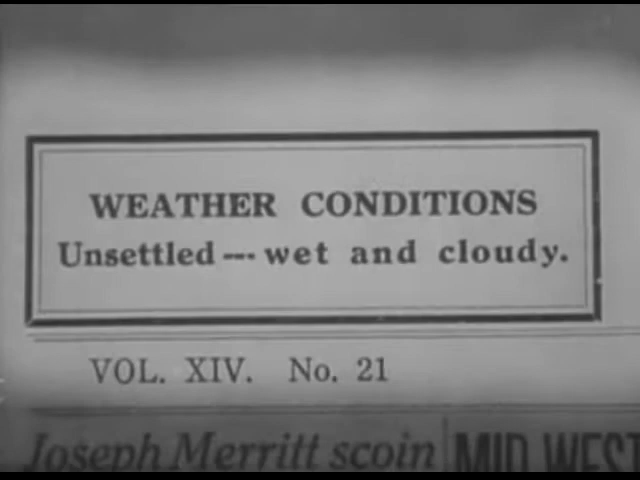 WEATHER CONDITIONS
Unsettled --- wet and cloudy.
VOL. XIV. No. 21
Joseph Merritt scoin MID WEST